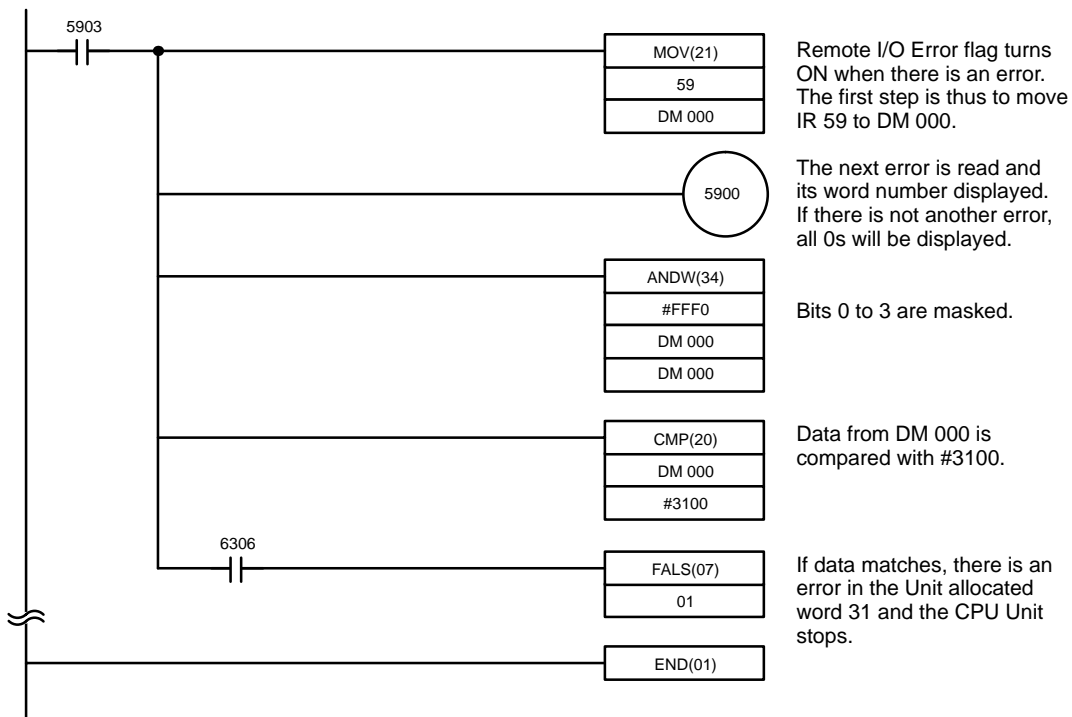 5903
MOV(21)
59
DM 000
Remote I/O Error flag turns
ON when there is an error.
The first step is thus to move
IR 59 to DM 000.
5900
The next error is read and
its word number displayed.
If there is not another error,
all 0s will be displayed.
ANDW(34)
#FFF0
DM 000
DM 000
Bits 0 to 3 are masked.
CMP(20)
DM 000
#3100
Data from DM 000 is
compared with #3100.
6306
FALS(07)
01
If data matches, there is an
error in the Unit allocated
word 31 and the CPU Unit
stops.
END(01)